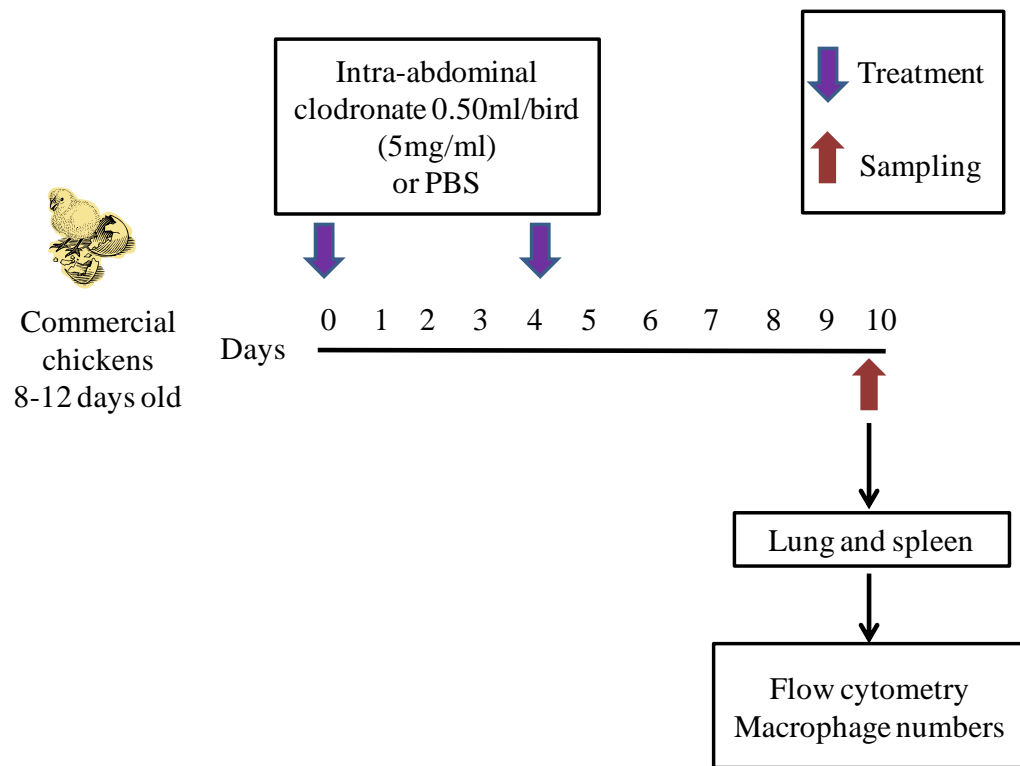 Intra-abdominal
clodronate 0.50ml/bird
(5mg/ml)
or PBS
Treatment
Sampling
Commercial
chickens
8-12 days old
Days
0 1 2 3 4 5 6 7 8 9 10
Lung and spleen
Flow cytometry
Macrophage numbers